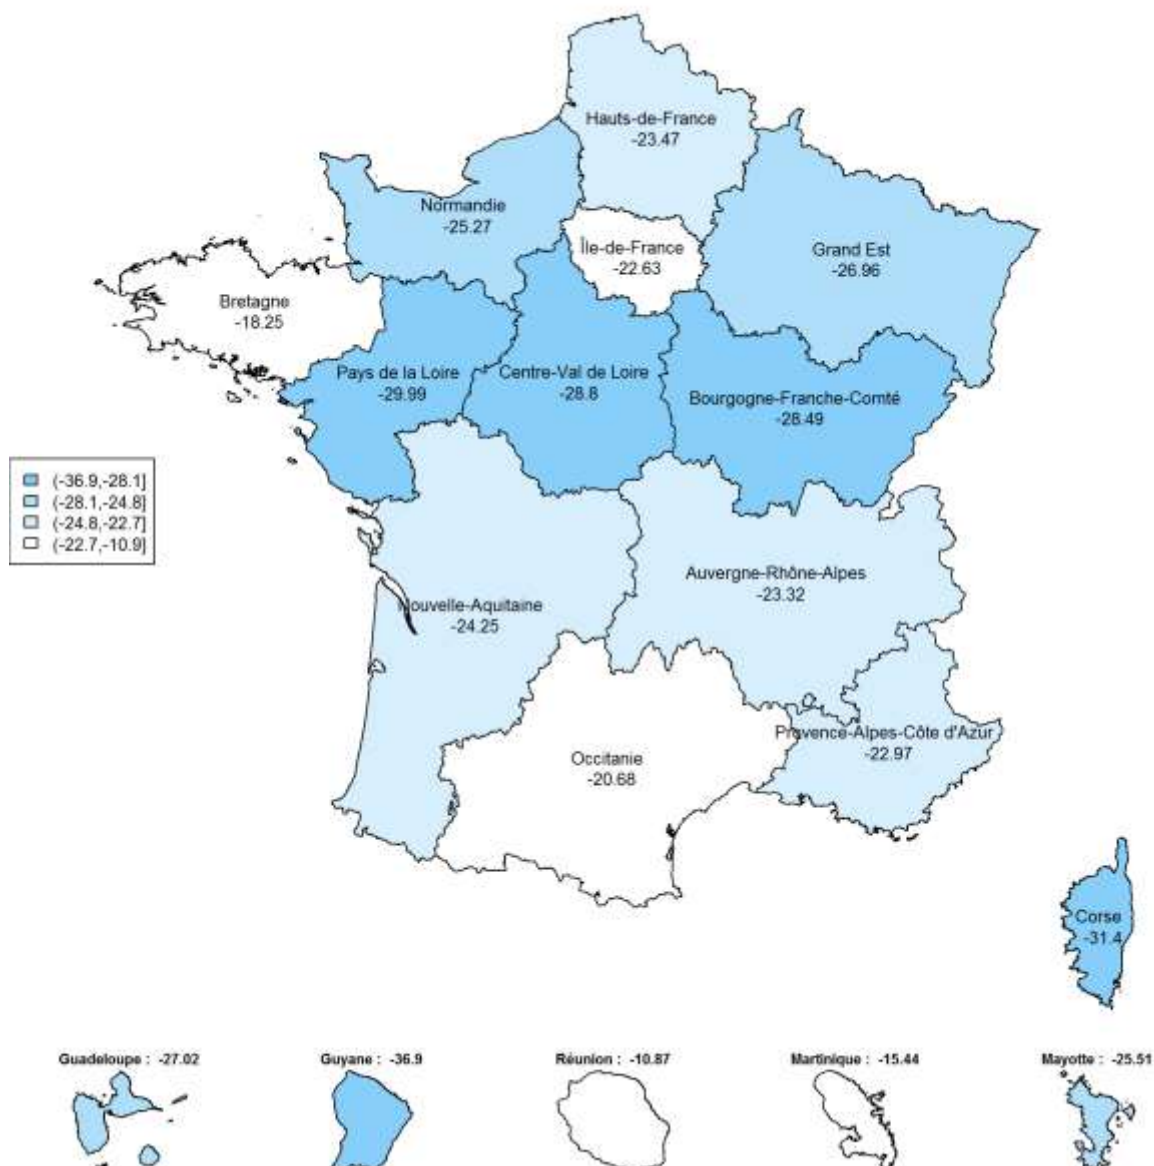 Hauts-de-France
-23.47
Normandie
-25.27
Île-de-France
-22.63
Grand Est
-26.96
Bretagne
-18.25
Pays de la Loire
-29.99
Centre-Val de Loire
-28.8
Bourgogne-Franche-Comté
-28.49
(-36.9,-28.1]
(-28.1,-24.8]
(-24.8,-22.7]
(-22.7,-10.9]
Auvergne-Rhône-Alpes
-23.32
Nouvelle-Aquitaine
-24.25
Provence-Alpes-Côte d'Azur
-22.97
Occitanie
-20.68
Corse
-31.4
Guadeloupe : -27.02
Guyane : -36.9
Réunion : -10.87
Martinique : -15.44
Mayotte : -25.51